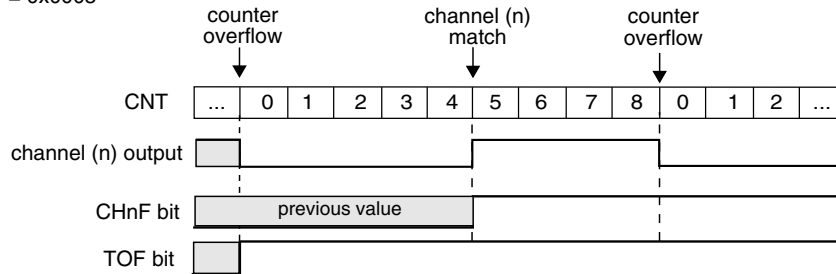 counter overflow
channel (n) match
counter overflow
CNT ... 0 1 2 3 4 5 6 7 8 0 1 2 ...
channel (n) output
CHnF bit previous value
TOF bit